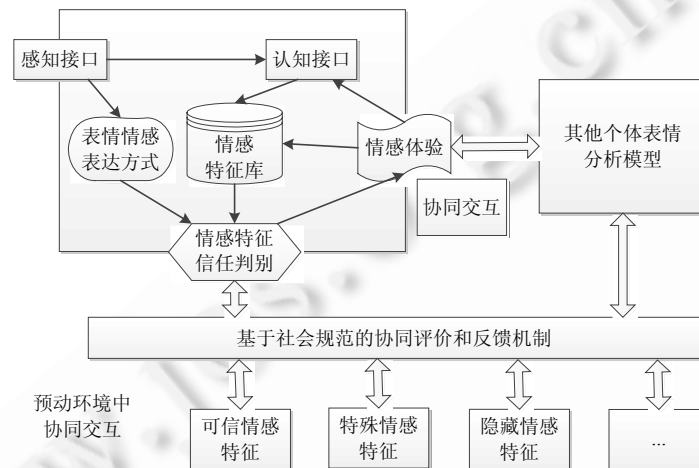 感知接口
认知接口
表情情感
表达方式
情感
特征库
情感体验
其他个体表情
分析模型
协同交互
情感特征
信任判别
基于社会规范的协同评价和反馈机制
预动环境中
协同交互
可信情感
特征
特殊情感
特征
隐藏情感
特征
...